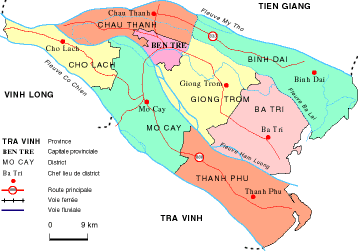 TIEN GIANG
Fleuve My Tho
Chau Thanh
CHAU THANH
BEN TRE
Cho Lach
CHO LACH
BINH DAI
Binh Dai
Giong Trom
GIONG TROM
VINH LONG
Fleuve Co Chien
Fleuve Ba Lai
BA TRI
Ba Tri
Mo Cay
MO CAY
Fleuve Ham Luong
THANH PHU
Thanh Phu
TRA VINH
TRA VINH Province
BEN TRE Capitale provinciale
MO CAY District
Ba Tri Chef lieu de district
Route principale
Voie ferrée
Voie fluviale
0 9 km